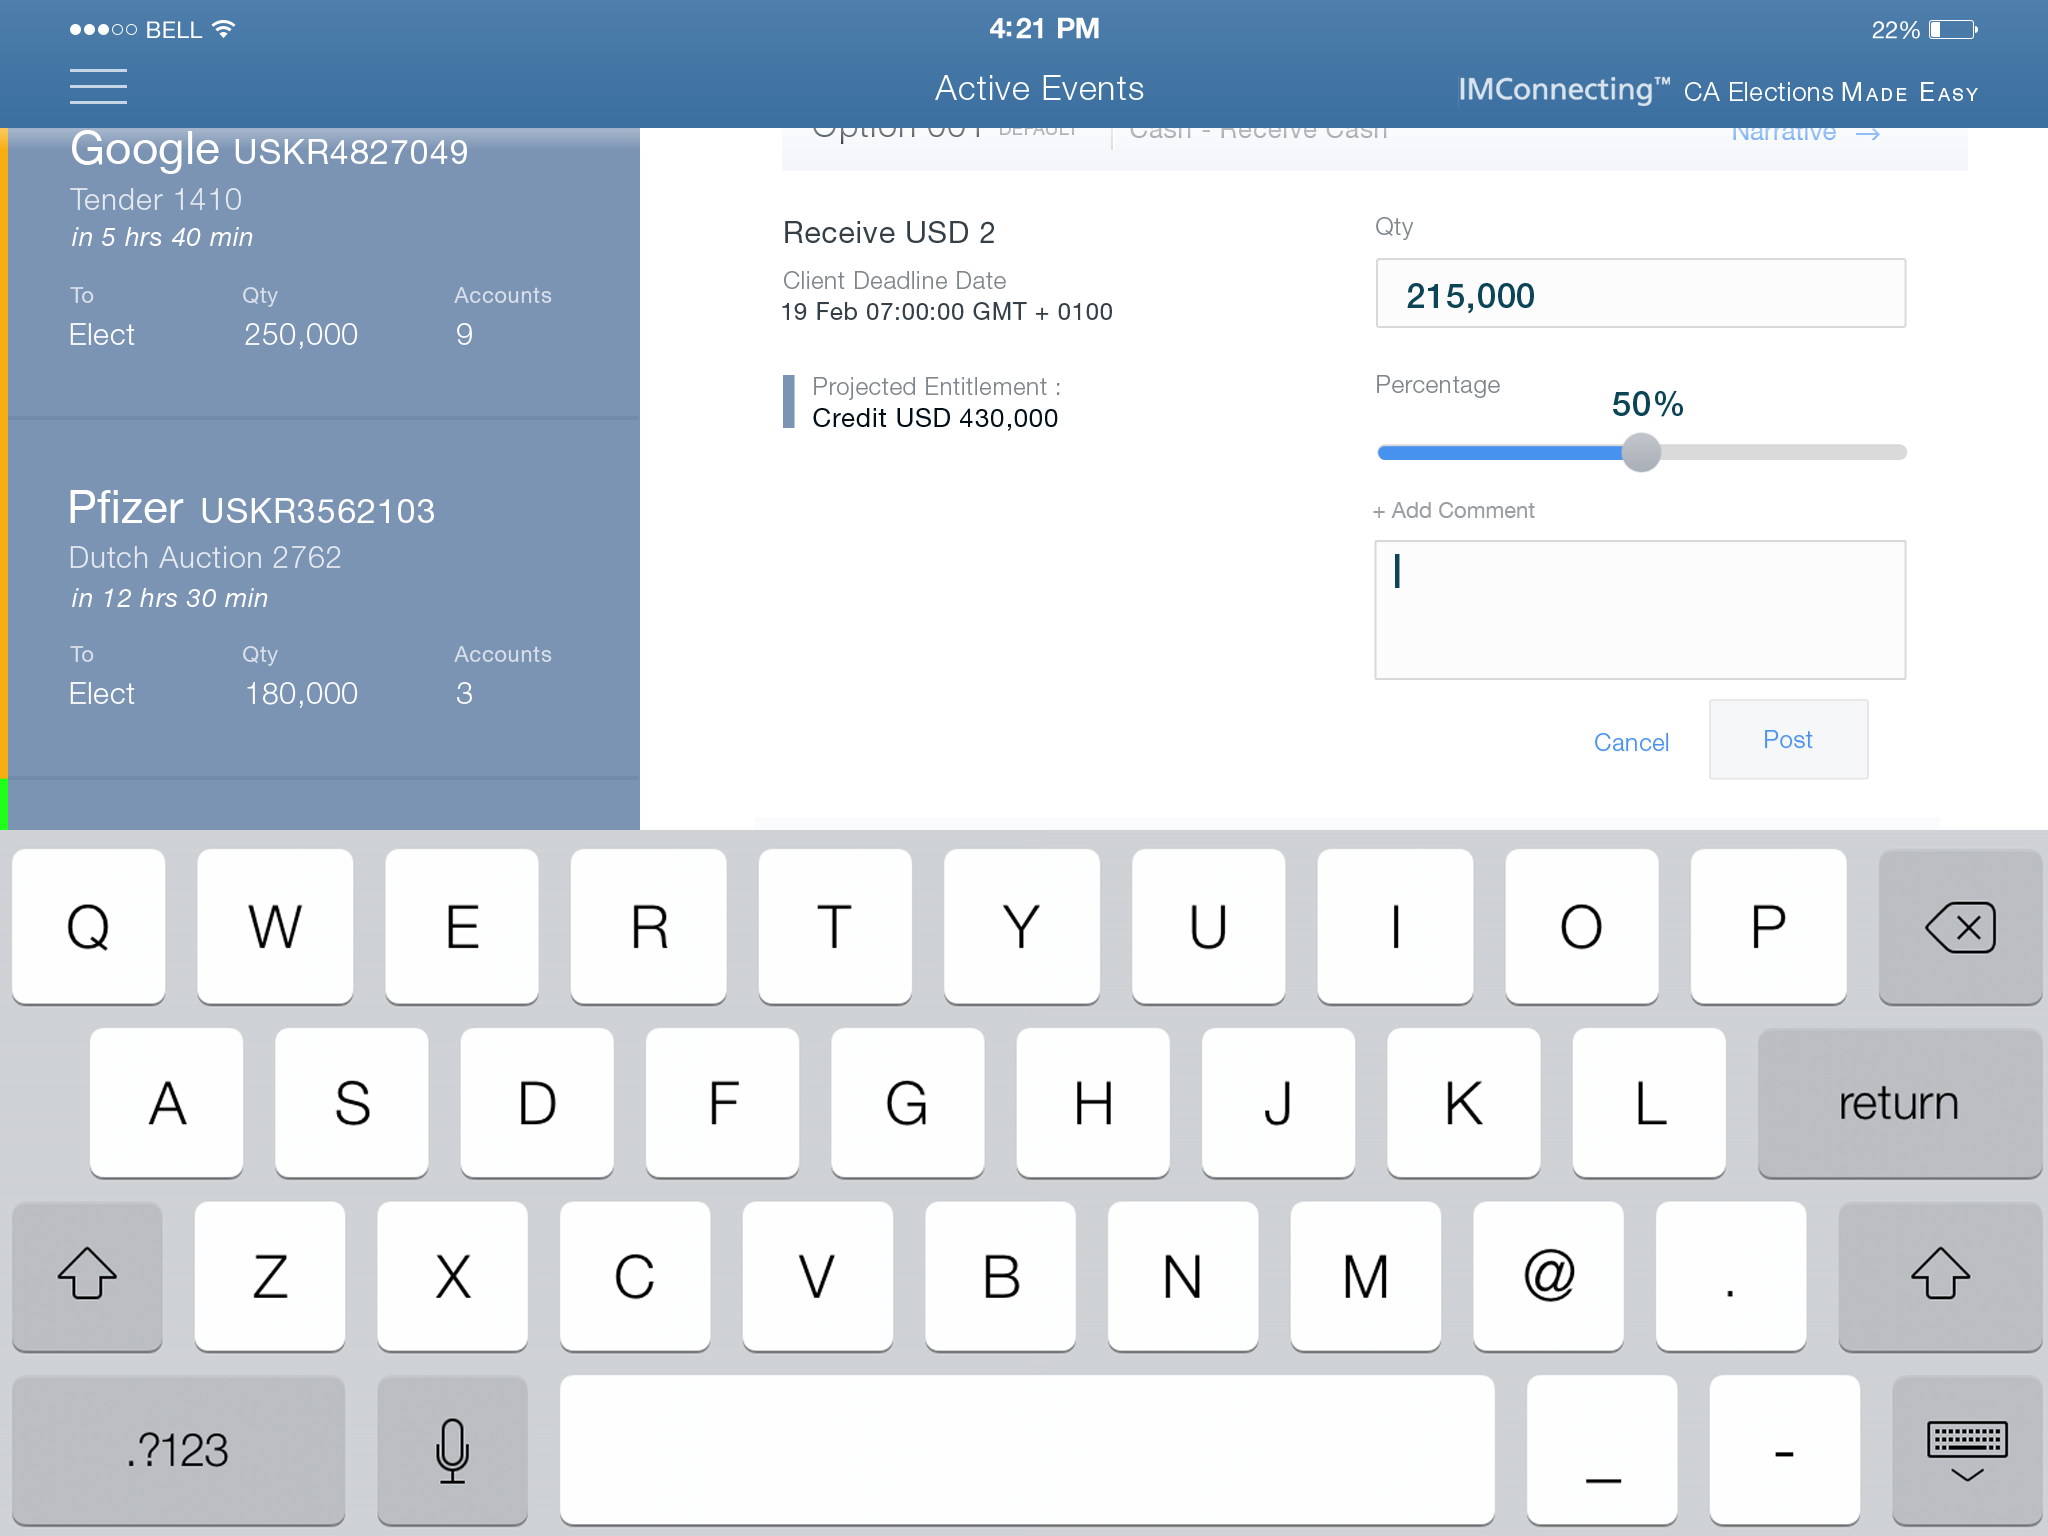 BELL
4:21 PM
22%
Active Events
IMConnecting™ CA Elections Made Easy
Google USKR4827049
Tender 1410
in 5 hrs 40 min
To Qty Accounts
Elect 250,000 9
Pfizer USKR3562103
Dutch Auction 2762
in 12 hrs 30 min
To Qty Accounts
Elect 180,000 3
Option 001 DEFAULT Cash - Receive Cash Narrative →
Receive USD 2
Client Deadline Date
19 Feb 07:00:00 GMT + 0100
Projected Entitlement :
Credit USD 430,000
Qty
215,000
Percentage
50%
+ Add Comment
Cancel Post
Q W E R T Y U I O P
A S D F G H J K L return
Z X C V B N M @ .
.?123 _ -